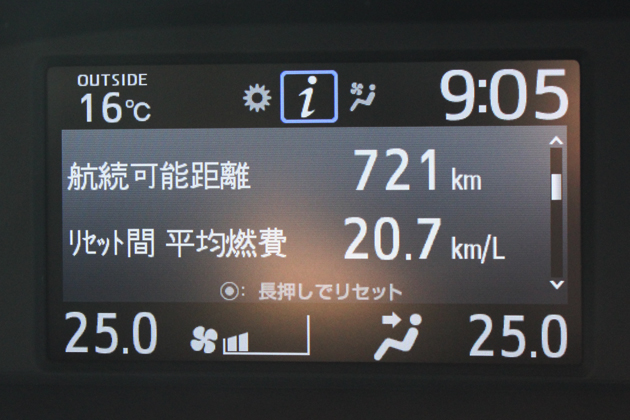 OUTSIDE
16℃
i
9:05
航続可能距離 721 km
ﾘｾｯﾄ間 平均燃費 20.7 km/L
◉: 長押しでリセット
25.0 25.0